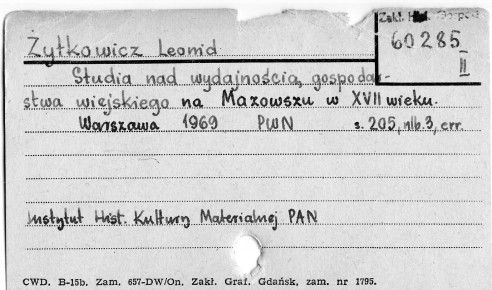 Zakł. Hist. Gospod.
60285
II
Żytkowicz Leonid
Studia nad wydajnością gospodar-
stwa wiejskiego na Mazowszu w XVII wieku.
Warszawa 1969 PWN s. 205, nlb. 3, err.
Instytut Hist. Kultury Materialnej PAN
CWD. B-15b. Zam. 657-DW/On. Zakł. Graf. Gdańsk, zam. nr 1795.